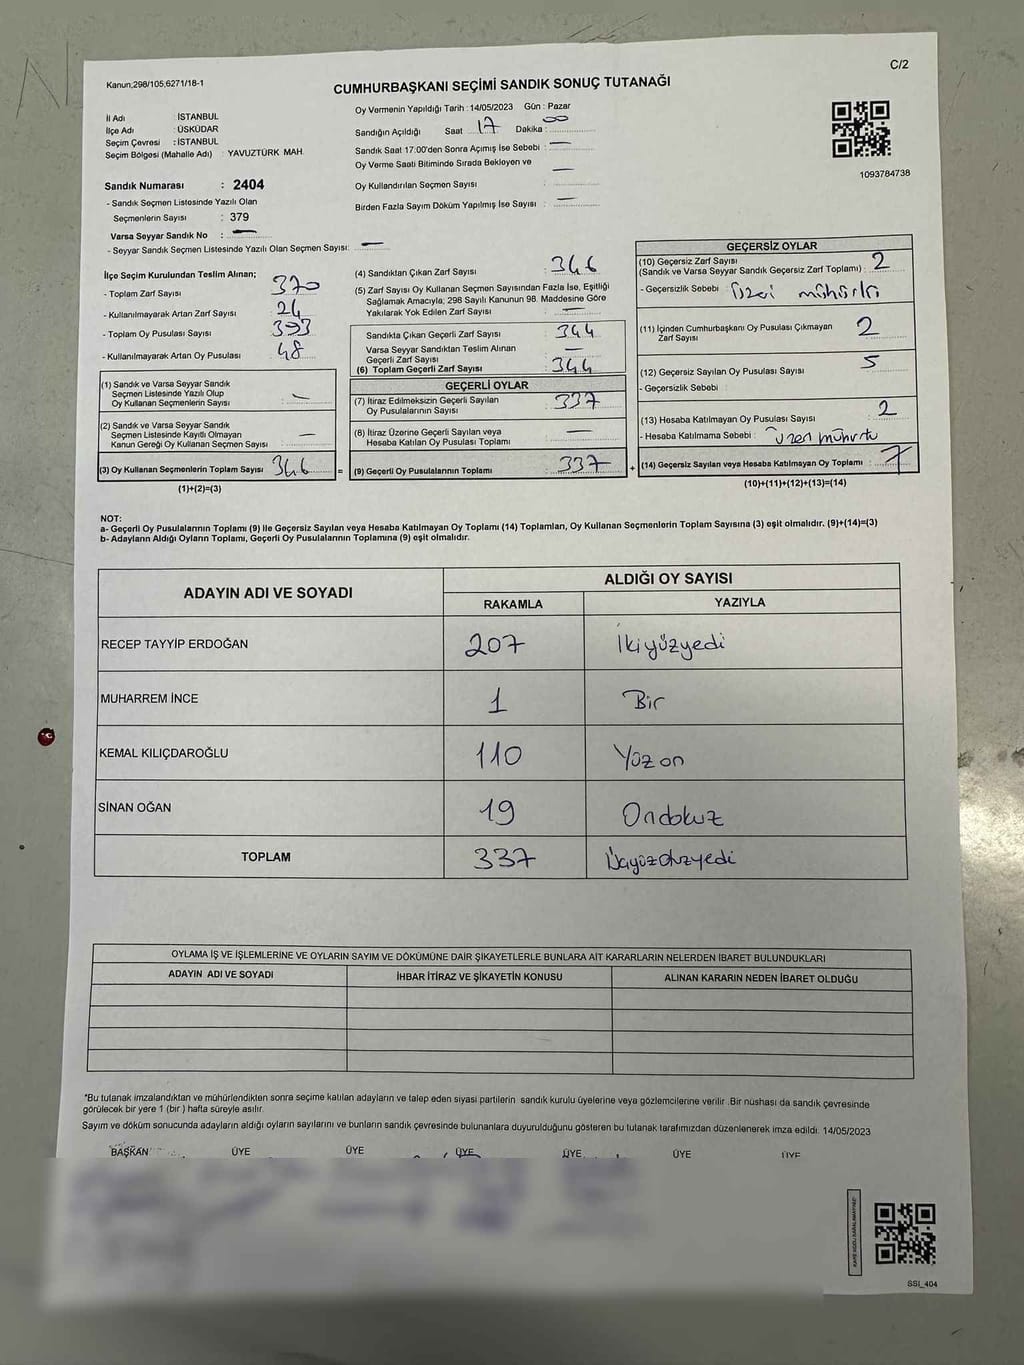 C/2
Kanun;298/105;6271/18-1
CUMHURBAŞKANI SEÇİMİ SANDIK SONUÇ TUTANAĞI
İl Adı : İSTANBUL
İlçe Adı : ÜSKÜDAR
Seçim Çevresi : İSTANBUL
Seçim Bölgesi (Mahalle Adı) : YAVUZTÜRK MAH.
Sandık Numarası : 2404
- Sandık Seçmen Listesinde Yazılı Olan
Seçmenlerin Sayısı : 379
Varsa Seyyar Sandık No : —
- Seyyar Sandık Seçmen Listesinde Yazılı Olan Seçmen Sayısı: —
Oy Vermenin Yapıldığı Tarih : 14/05/2023 Gün : Pazar
Sandığın Açıldığı Saat 17 Dakika : 00
Sandık Saat 17:00'den Sonra Açımış İse Sebebi : —
Oy Verme Saati Bitiminde Sırada Bekleyen ve —
Oy Kullandırılan Seçmen Sayısı :
Birden Fazla Sayım Döküm Yapılmış İse Sayısı : —
1093784738
İlçe Seçim Kurulundan Teslim Alınan;
- Toplam Zarf Sayısı : 370
- Kullanılmayarak Artan Zarf Sayısı : 24
- Toplam Oy Pusulası Sayısı : 393
- Kullanılmayarak Artan Oy Pusulası : 48
(1) Sandık ve Varsa Seyyar Sandık
Seçmen Listesinde Yazılı Olup
Oy Kullanan Seçmenlerin Sayısı : —
(2) Sandık ve Varsa Seyyar Sandık
Seçmen Listesinde Kayıtlı Olmayan
Kanun Gereği Oy Kullanan Seçmen Sayısı : —
(3) Oy Kullanan Seçmenlerin Toplam Sayısı : 346
(1)+(2)=(3)
(4) Sandıktan Çıkan Zarf Sayısı : 346
(5) Zarf Sayısı Oy Kullanan Seçmen Sayısından Fazla İse, Eşitliği
Sağlamak Amacıyla; 298 Sayılı Kanunun 98. Maddesine Göre
Yakılarak Yok Edilen Zarf Sayısı : —
Sandıkta Çıkan Geçerli Zarf Sayısı : 344
Varsa Seyyar Sandıktan Teslim Alınan
Geçerli Zarf Sayısı : —
(6) Toplam Geçerli Zarf Sayısı : 344
GEÇERLİ OYLAR
(7) İtiraz Edilmeksizin Geçerli Sayılan
Oy Pusulalarının Sayısı : 337
(8) İtiraz Üzerine Geçerli Sayılan veya
Hesaba Katılan Oy Pusulası Toplamı : —
= (9) Geçerli Oy Pusulalarının Toplamı : 337 +
GEÇERSİZ OYLAR
(10) Geçersiz Zarf Sayısı
(Sandık ve Varsa Seyyar Sandık Geçersiz Zarf Toplamı) : 2
- Geçersizlik Sebebi : Üzeri mühürlü
(11) İçinden Cumhurbaşkanı Oy Pusulası Çıkmayan
Zarf Sayısı : 2
(12) Geçersiz Sayılan Oy Pusulası Sayısı : 5
- Geçersizlik Sebebi :
(13) Hesaba Katılmayan Oy Pusulası Sayısı : 2
- Hesaba Katılmama Sebebi : Üzeri mühürlü
(14) Geçersiz Sayılan veya Hesaba Katılmayan Oy Toplamı : 7
(10)+(11)+(12)+(13)=(14)
NOT:
a- Geçerli Oy Pusulalarının Toplamı (9) ile Geçersiz Sayılan veya Hesaba Katılmayan Oy Toplamı (14) Toplamları, Oy Kullanan Seçmenlerin Toplam Sayısına (3) eşit olmalıdır. (9)+(14)=(3)
b- Adayların Aldığı Oyların Toplamı, Geçerli Oy Pusulalarının Toplamına (9) eşit olmalıdır.
ADAYIN ADI VE SOYADI
ALDIĞI OY SAYISI
RAKAMLA YAZIYLA
RECEP TAYYİP ERDOĞAN 207 İkiyüzyedi
MUHARREM İNCE 1 Bir
KEMAL KILIÇDAROĞLU 110 Yüz on
SİNAN OĞAN 19 Ondokuz
TOPLAM 337 Üçyüzotuzyedi
OYLAMA İŞ VE İŞLEMLERİNE VE OYLARIN SAYIM VE DÖKÜMÜNE DAİR ŞİKAYETLERLE BUNLARA AİT KARARLARIN NELERDEN İBARET BULUNDUKLARI
ADAYIN ADI VE SOYADI İHBAR İTİRAZ VE ŞİKAYETİN KONUSU ALINAN KARARIN NEDEN İBARET OLDUĞU
*Bu tutanak imzalandıktan ve mühürlendikten sonra seçime katılan adayların ve talep eden siyasi partilerin sandık kurulu üyelerine veya gözlemcilerine verilir .Bir nüshası da sandık çevresinde
görülecek bir yere 1 (bir ) hafta süreyle asılır.
Sayım ve döküm sonucunda adayların aldığı oyların sayılarını ve bunların sandık çevresinde bulunanlara duyurulduğunu gösteren bu tutanak tarafımızdan düzenlenerek imza edildi. 14/05/2023
BAŞKAN ÜYE ÜYE ÜYE ÜYE ÜYE ÜYE
SSI_404